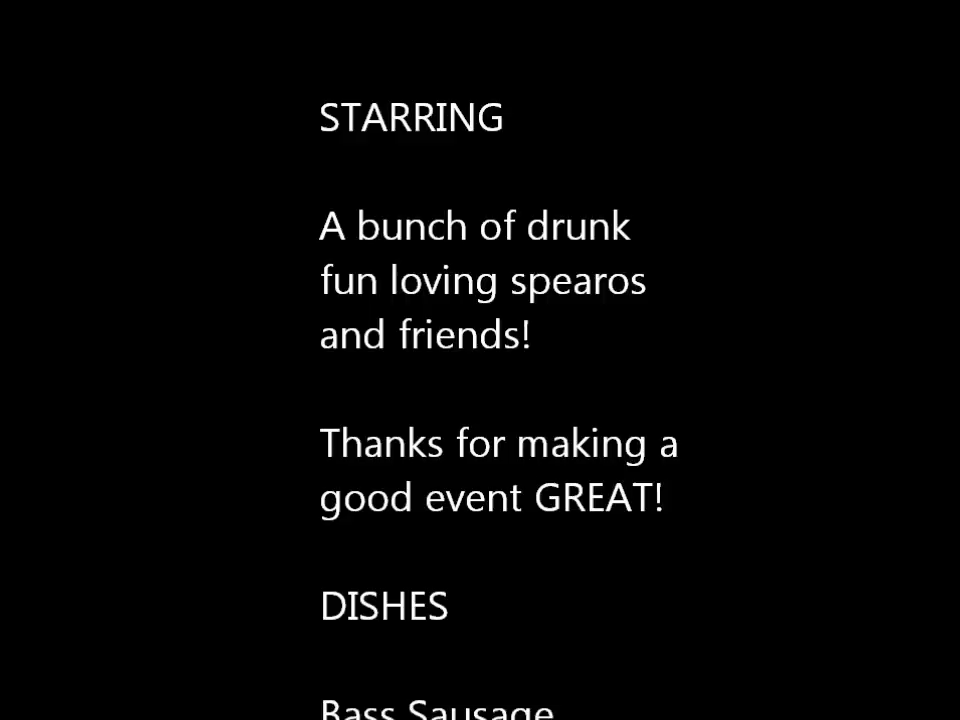 STARRING
A bunch of drunk
fun loving spearos
and friends!
Thanks for making a
good event GREAT!
DISHES
Bass Sausage